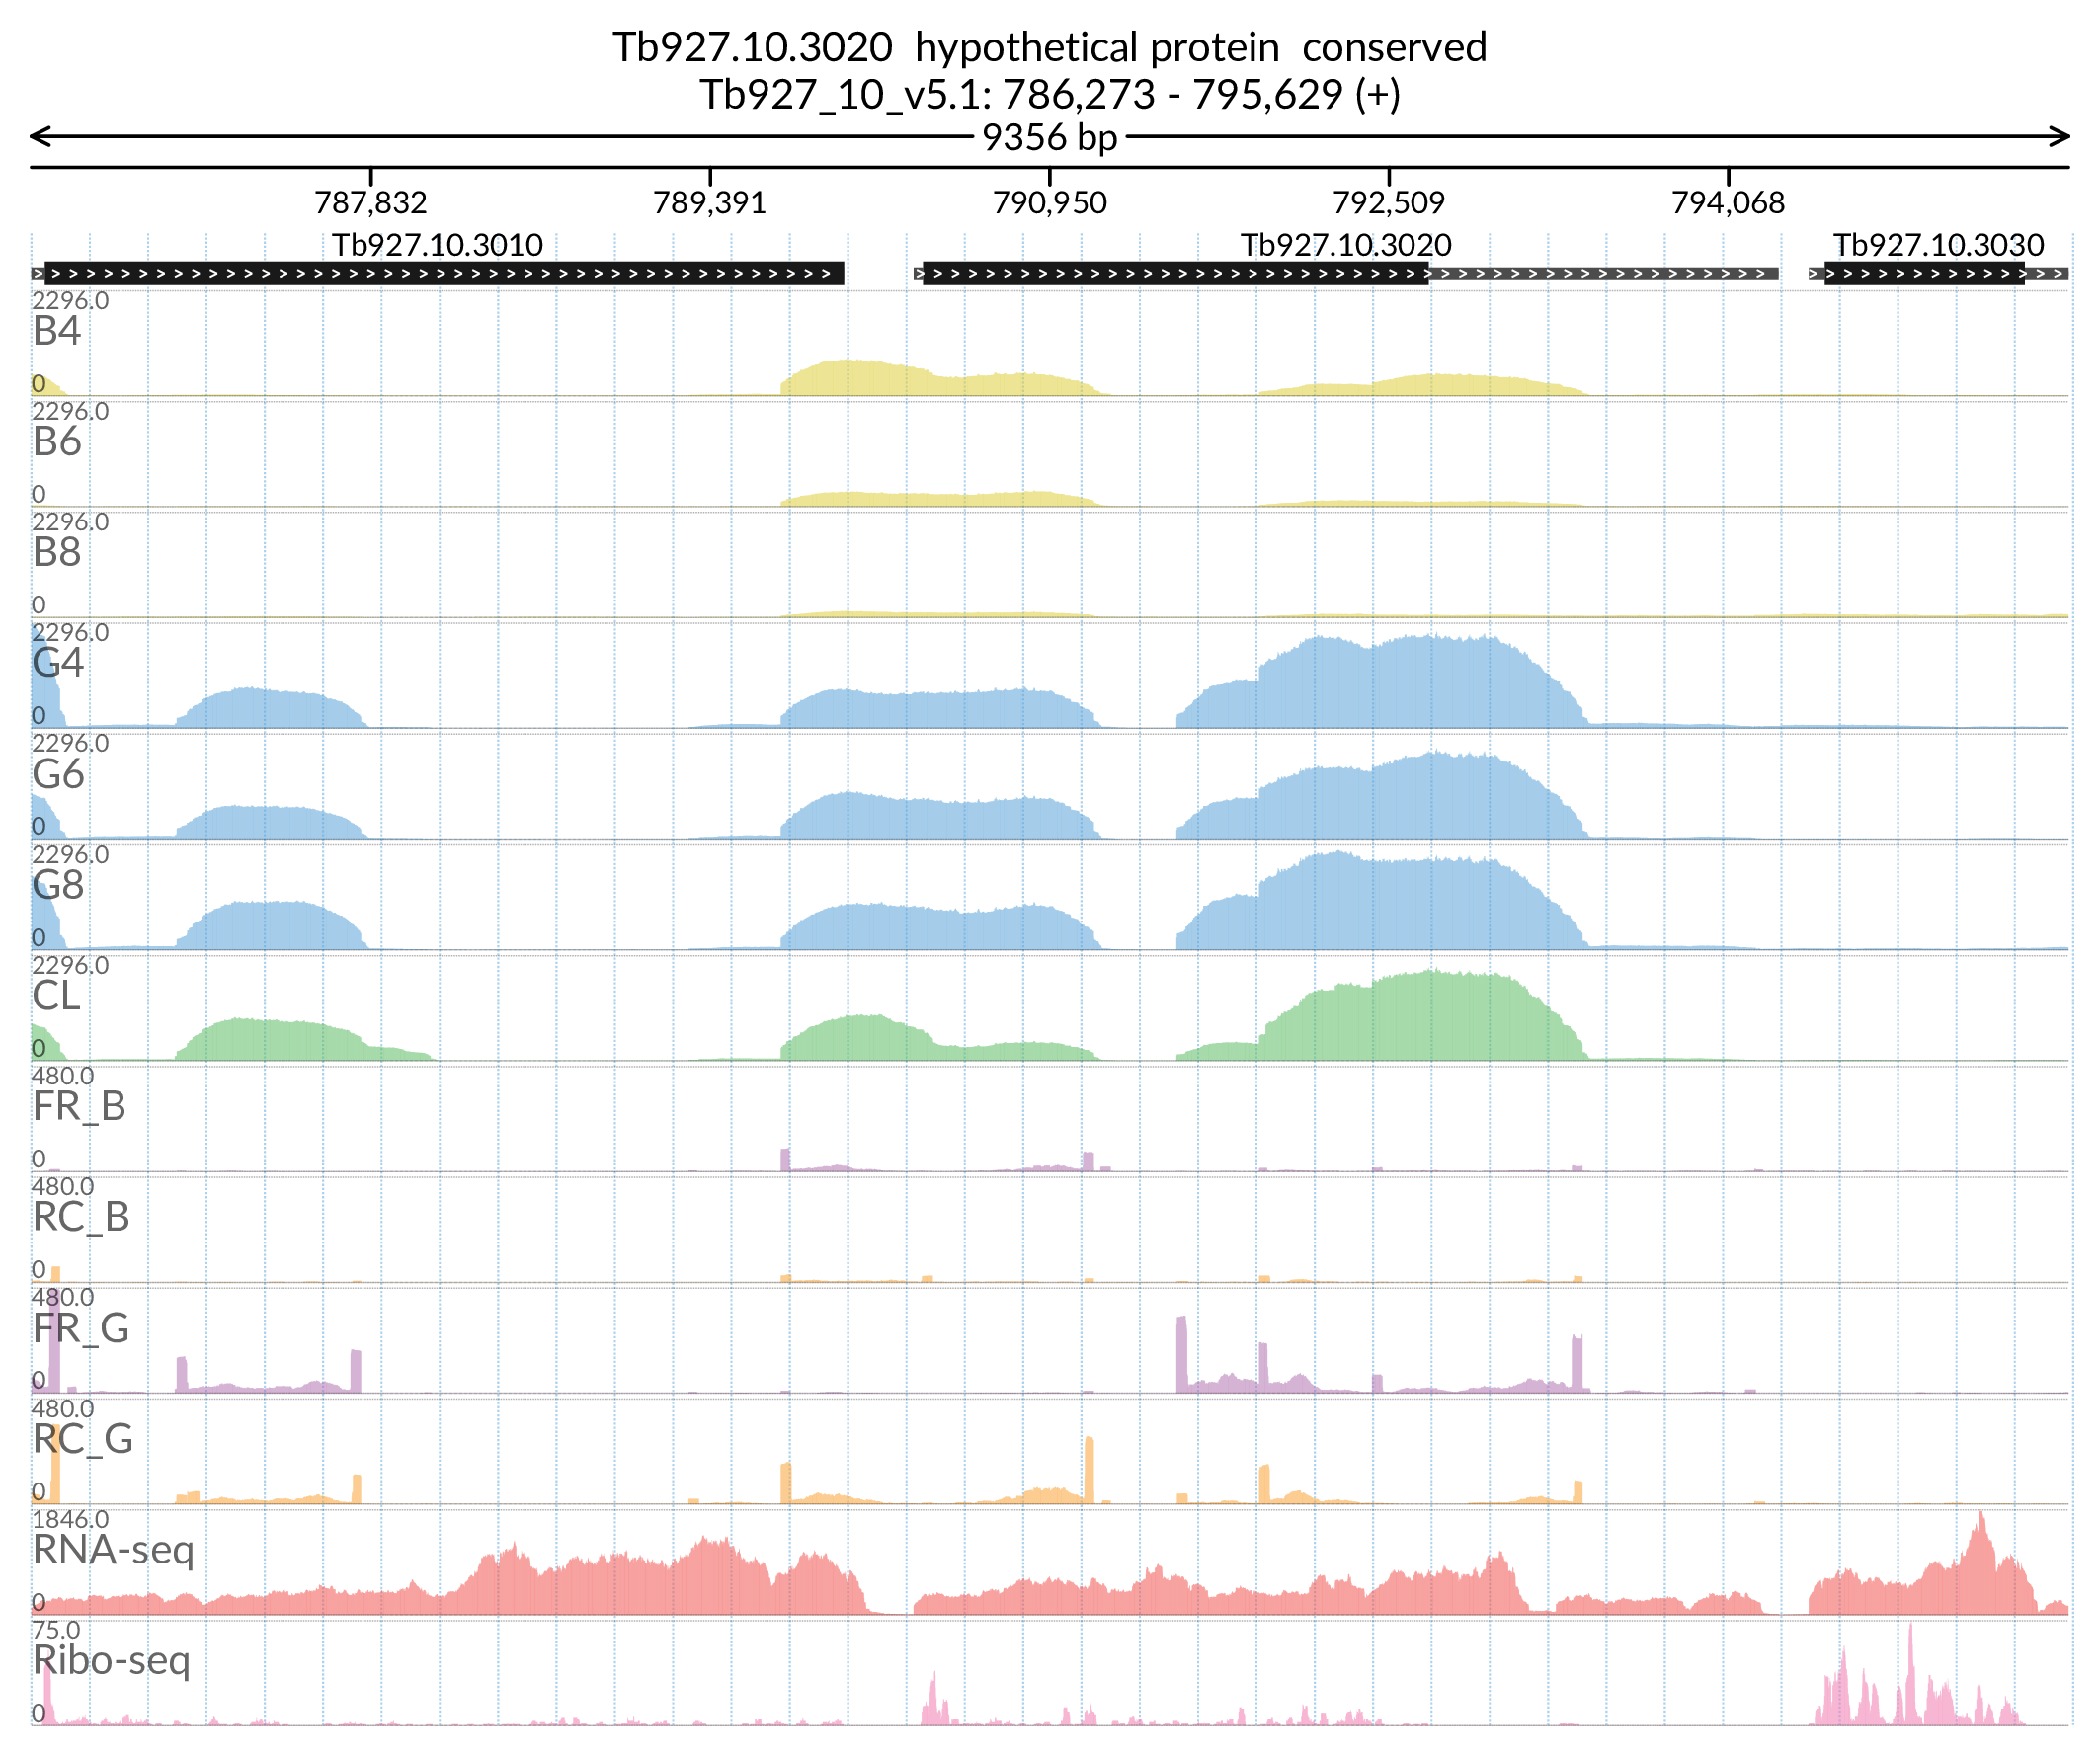 Tb927.10.3020 hypothetical protein conserved
Tb927_10_v5.1: 786,273 - 795,629 (+)
9356 bp
787,832 789,391 790,950 792,509 794,068
Tb927.10.3010 Tb927.10.3020 Tb927.10.3030
2296.0
B4
0
2296.0
B6
0
2296.0
B8
0
2296.0
G4
0
2296.0
G6
0
2296.0
G8
0
2296.0
CL
0
480.0
FR_B
0
480.0
RC_B
0
480.0
FR_G
0
480.0
RC_G
0
1846.0
RNA-seq
0
75.0
Ribo-seq
0